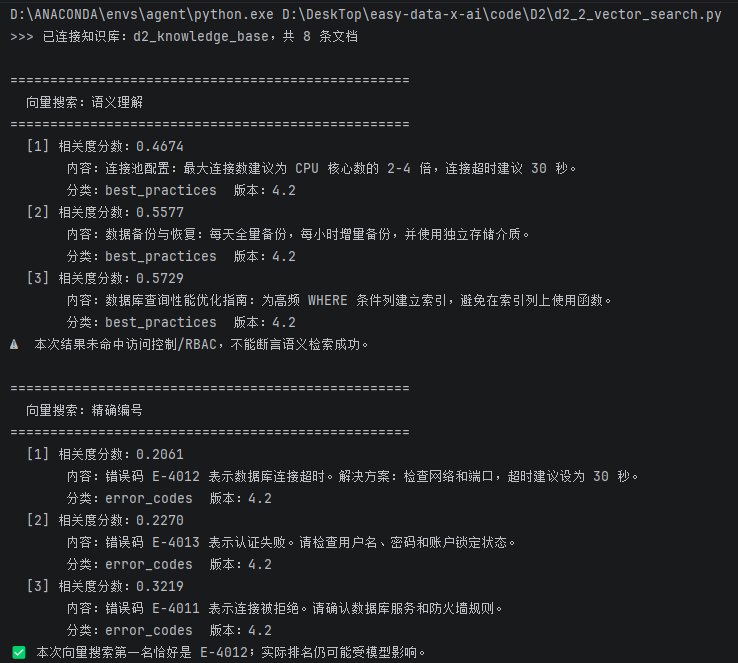 D:\ANACONDA\envs\agent\python.exe D:\DeskTop\easy-data-x-ai\code\D2\d2_2_vector_search.py
>>> 已连接知识库：d2_knowledge_base，共 8 条文档
==================================================
向量搜索：语义理解
==================================================
[1] 相关度分数：0.4674
内容：连接池配置：最大连接数建议为 CPU 核心数的 2-4 倍，连接超时建议 30 秒。
分类：best_practices 版本：4.2
[2] 相关度分数：0.5577
内容：数据备份与恢复：每天全量备份，每小时增量备份，并使用独立存储介质。
分类：best_practices 版本：4.2
[3] 相关度分数：0.5729
内容：数据库查询性能优化指南：为高频 WHERE 条件列建立索引，避免在索引列上使用函数。
分类：best_practices 版本：4.2
⚠ 本次结果未命中访问控制/RBAC，不能断言语义检索成功。
==================================================
向量搜索：精确编号
==================================================
[1] 相关度分数：0.2061
内容：错误码 E-4012 表示数据库连接超时。解决方案：检查网络和端口，超时建议设为 30 秒。
分类：error_codes 版本：4.2
[2] 相关度分数：0.2270
内容：错误码 E-4013 表示认证失败。请检查用户名、密码和账户锁定状态。
分类：error_codes 版本：4.2
[3] 相关度分数：0.3219
内容：错误码 E-4011 表示连接被拒绝。请确认数据库服务和防火墙规则。
分类：error_codes 版本：4.2
✅ 本次向量搜索第一名恰好是 E-4012；实际排名仍可能受模型影响。